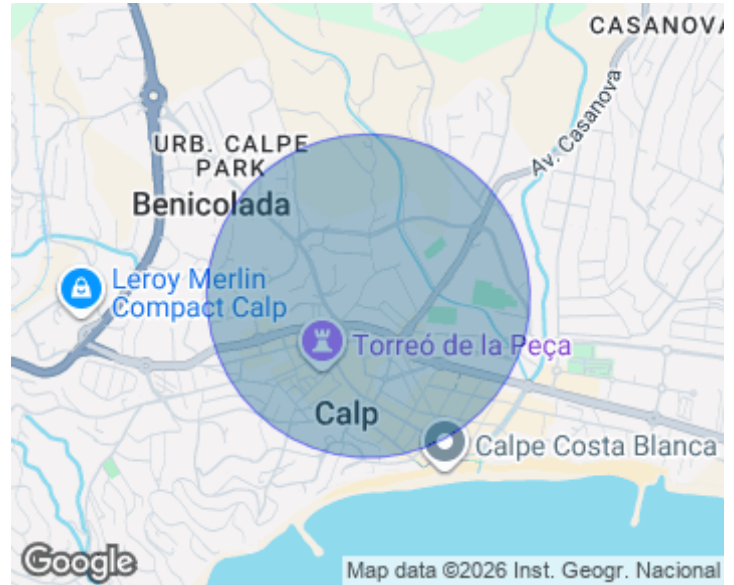 CASANOVA
Av. Casanova
URB. CALPE
PARK
Benicolada
Leroy Merlin
Compact Calp
Torreó de la Peça
Calp
Calpe Costa Blanca
Google
Map data ©2026 Inst. Geogr. Nacional